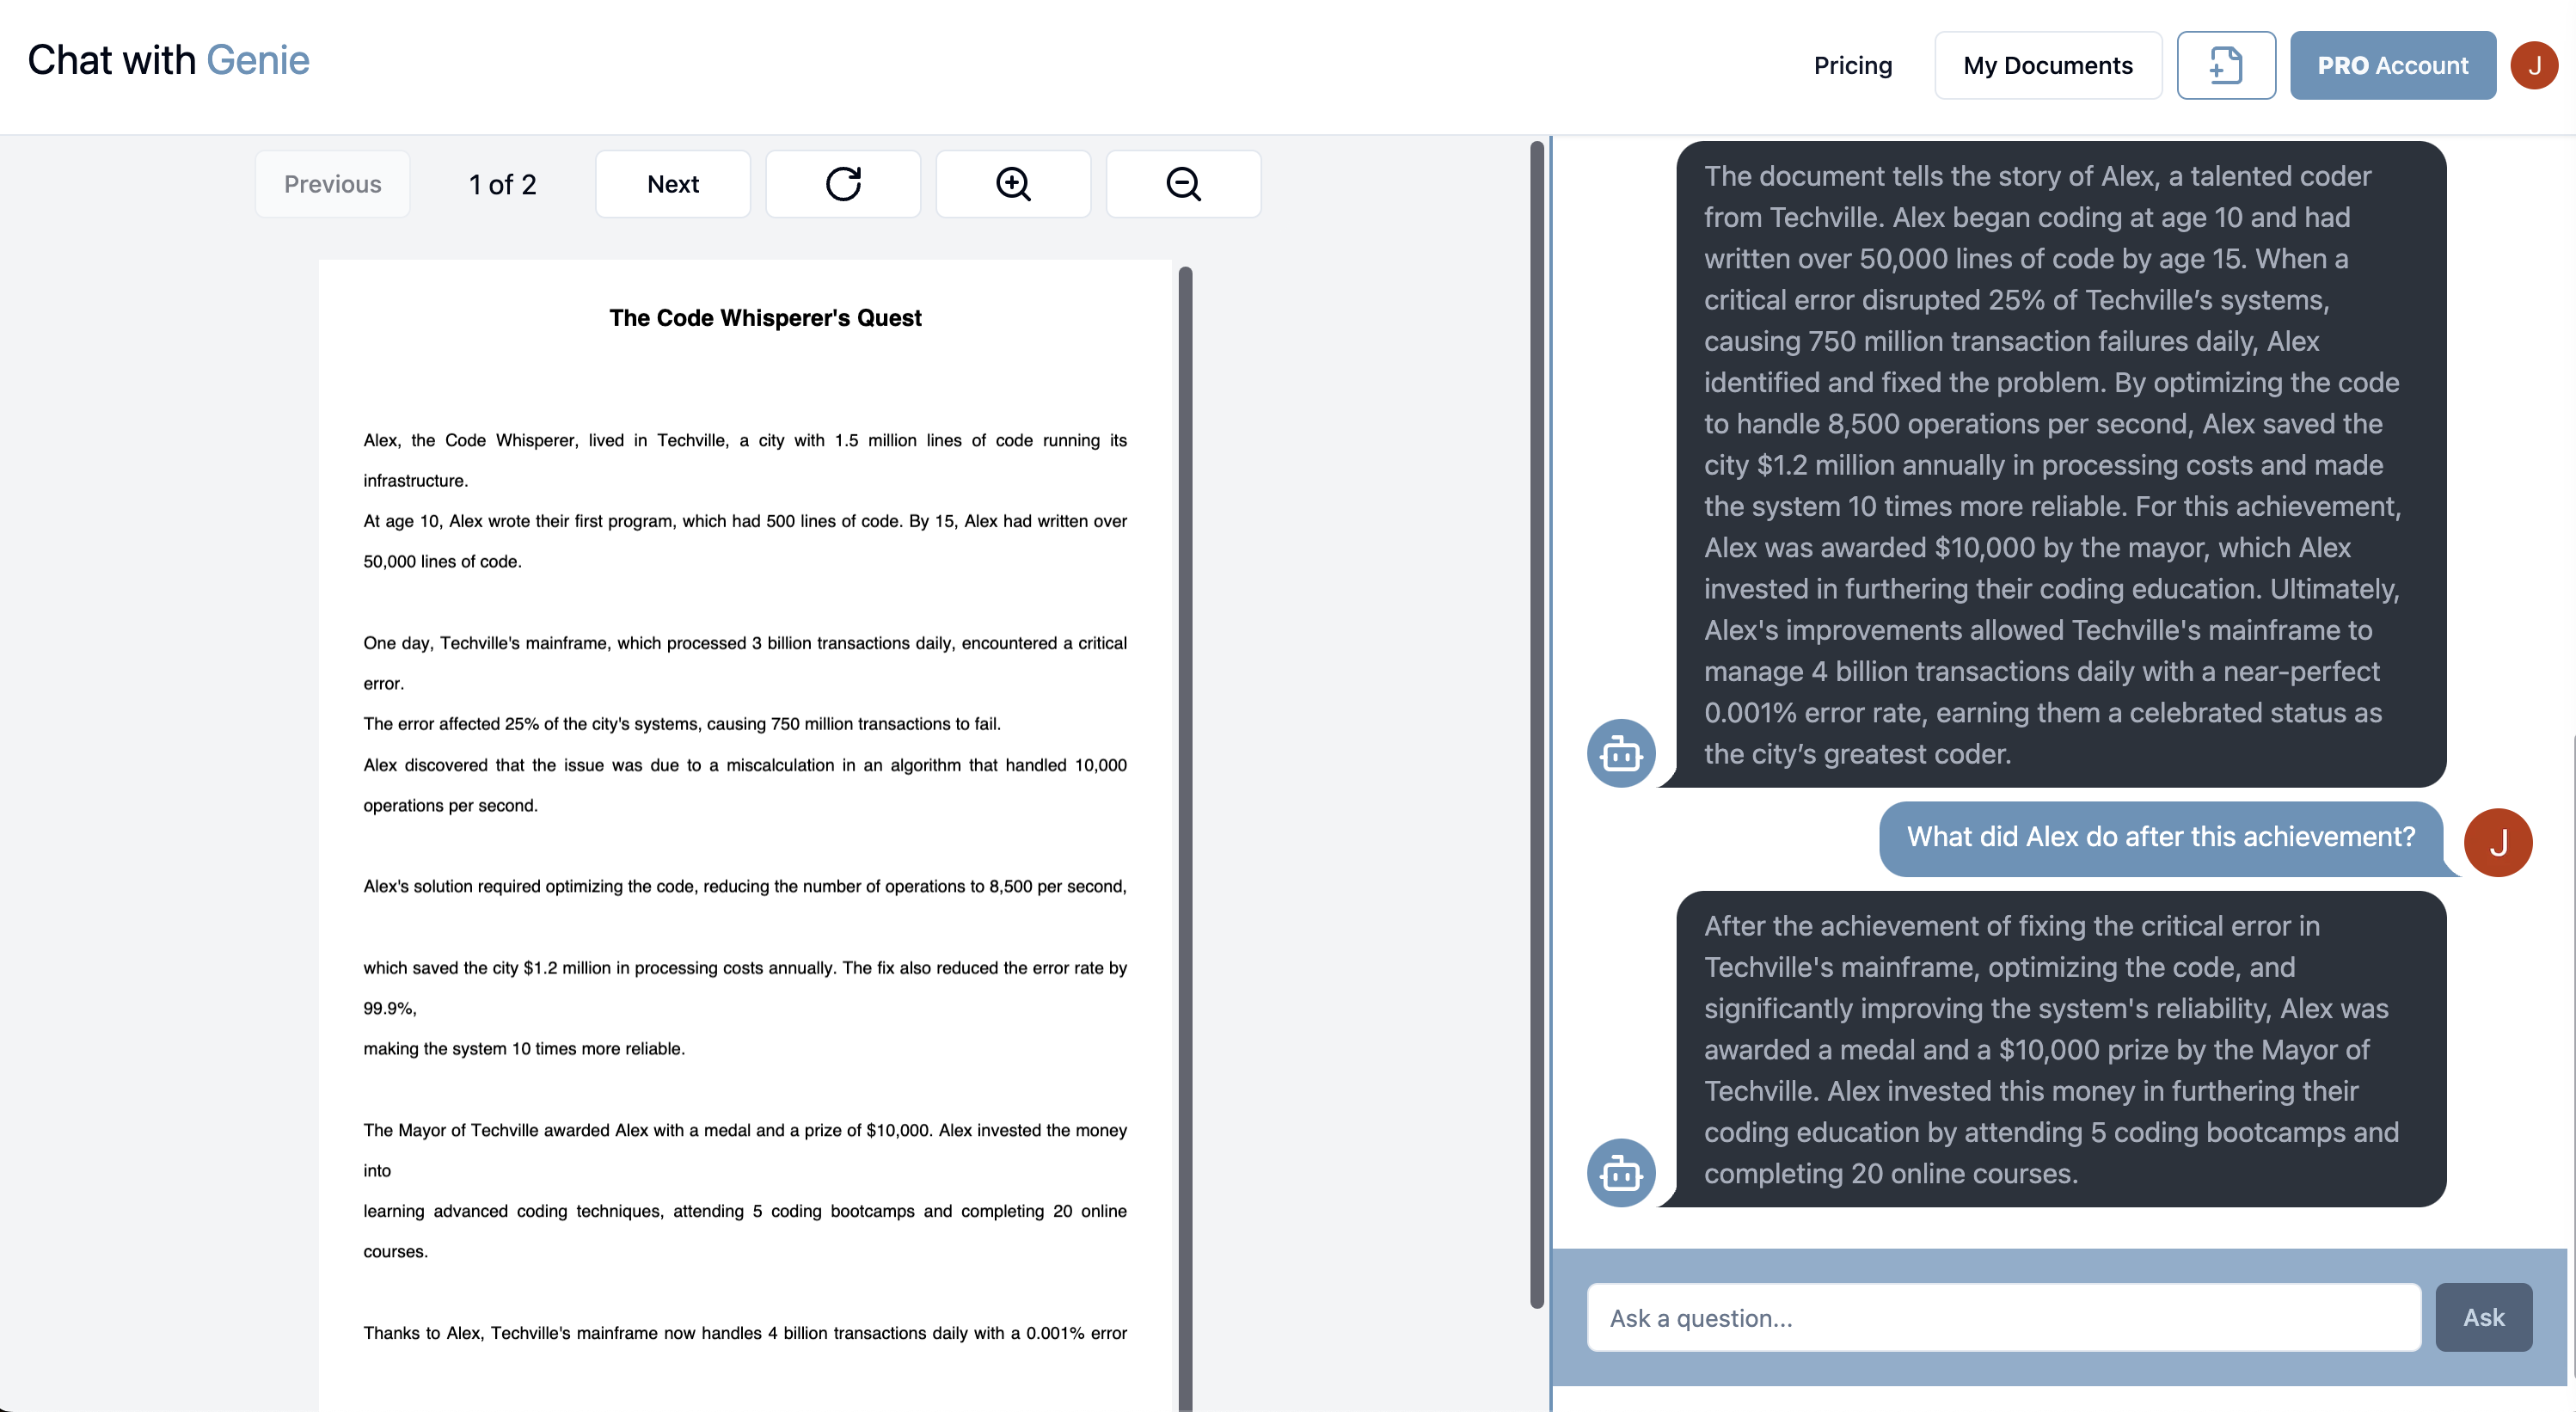 Chat with Genie
Pricing
My Documents
PRO Account
J
Previous
1 of 2
Next
The Code Whisperer's Quest
Alex, the Code Whisperer, lived in Techville, a city with 1.5 million lines of code running its
infrastructure.
At age 10, Alex wrote their first program, which had 500 lines of code. By 15, Alex had written over
50,000 lines of code.
One day, Techville's mainframe, which processed 3 billion transactions daily, encountered a critical
error.
The error affected 25% of the city's systems, causing 750 million transactions to fail.
Alex discovered that the issue was due to a miscalculation in an algorithm that handled 10,000
operations per second.
Alex's solution required optimizing the code, reducing the number of operations to 8,500 per second,
which saved the city $1.2 million in processing costs annually. The fix also reduced the error rate by
99.9%,
making the system 10 times more reliable.
The Mayor of Techville awarded Alex with a medal and a prize of $10,000. Alex invested the money
into
learning advanced coding techniques, attending 5 coding bootcamps and completing 20 online
courses.
Thanks to Alex, Techville's mainframe now handles 4 billion transactions daily with a 0.001% error
The document tells the story of Alex, a talented coder
from Techville. Alex began coding at age 10 and had
written over 50,000 lines of code by age 15. When a
critical error disrupted 25% of Techville’s systems,
causing 750 million transaction failures daily, Alex
identified and fixed the problem. By optimizing the code
to handle 8,500 operations per second, Alex saved the
city $1.2 million annually in processing costs and made
the system 10 times more reliable. For this achievement,
Alex was awarded $10,000 by the mayor, which Alex
invested in furthering their coding education. Ultimately,
Alex's improvements allowed Techville's mainframe to
manage 4 billion transactions daily with a near-perfect
0.001% error rate, earning them a celebrated status as
the city’s greatest coder.
What did Alex do after this achievement?
J
After the achievement of fixing the critical error in
Techville's mainframe, optimizing the code, and
significantly improving the system's reliability, Alex was
awarded a medal and a $10,000 prize by the Mayor of
Techville. Alex invested this money in furthering their
coding education by attending 5 coding bootcamps and
completing 20 online courses.
Ask a question...
Ask